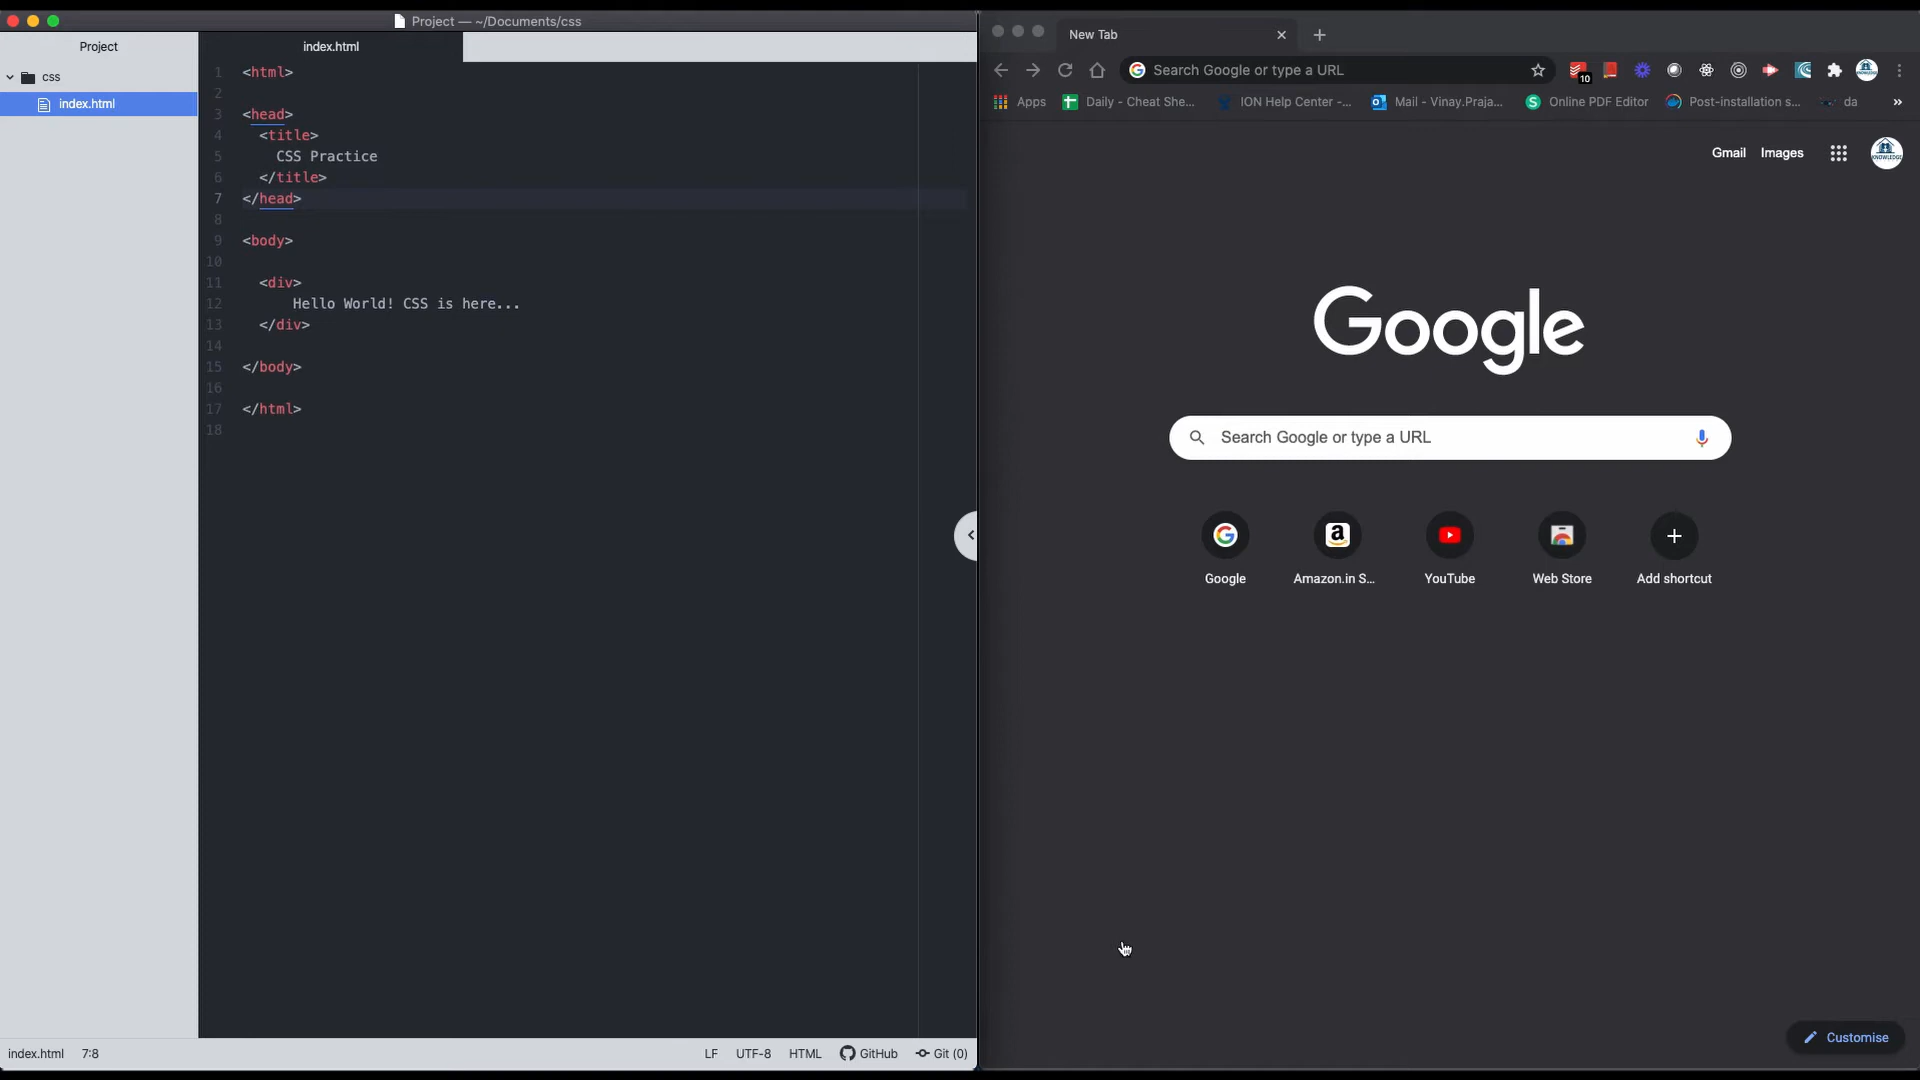 Project — ~/Documents/css
Project
index.html
css
index.html
1 <html>
2
3 <head>
4 <title>
5 CSS Practice
6 </title>
7 </head>
8
9 <body>
10
11 <div>
12 Hello World! CSS is here...
13 </div>
14
15 </body>
16
17 </html>
18
index.html 7:8
LF UTF-8 HTML GitHub Git (0)
New Tab
Search Google or type a URL
10
Apps Daily - Cheat She... ION Help Center -... Mail - Vinay.Praja... Online PDF Editor Post-installation s... da »
Gmail Images
KNOWLEDGE
Google
Search Google or type a URL
Google Amazon.in S... YouTube Web Store Add shortcut
Customise